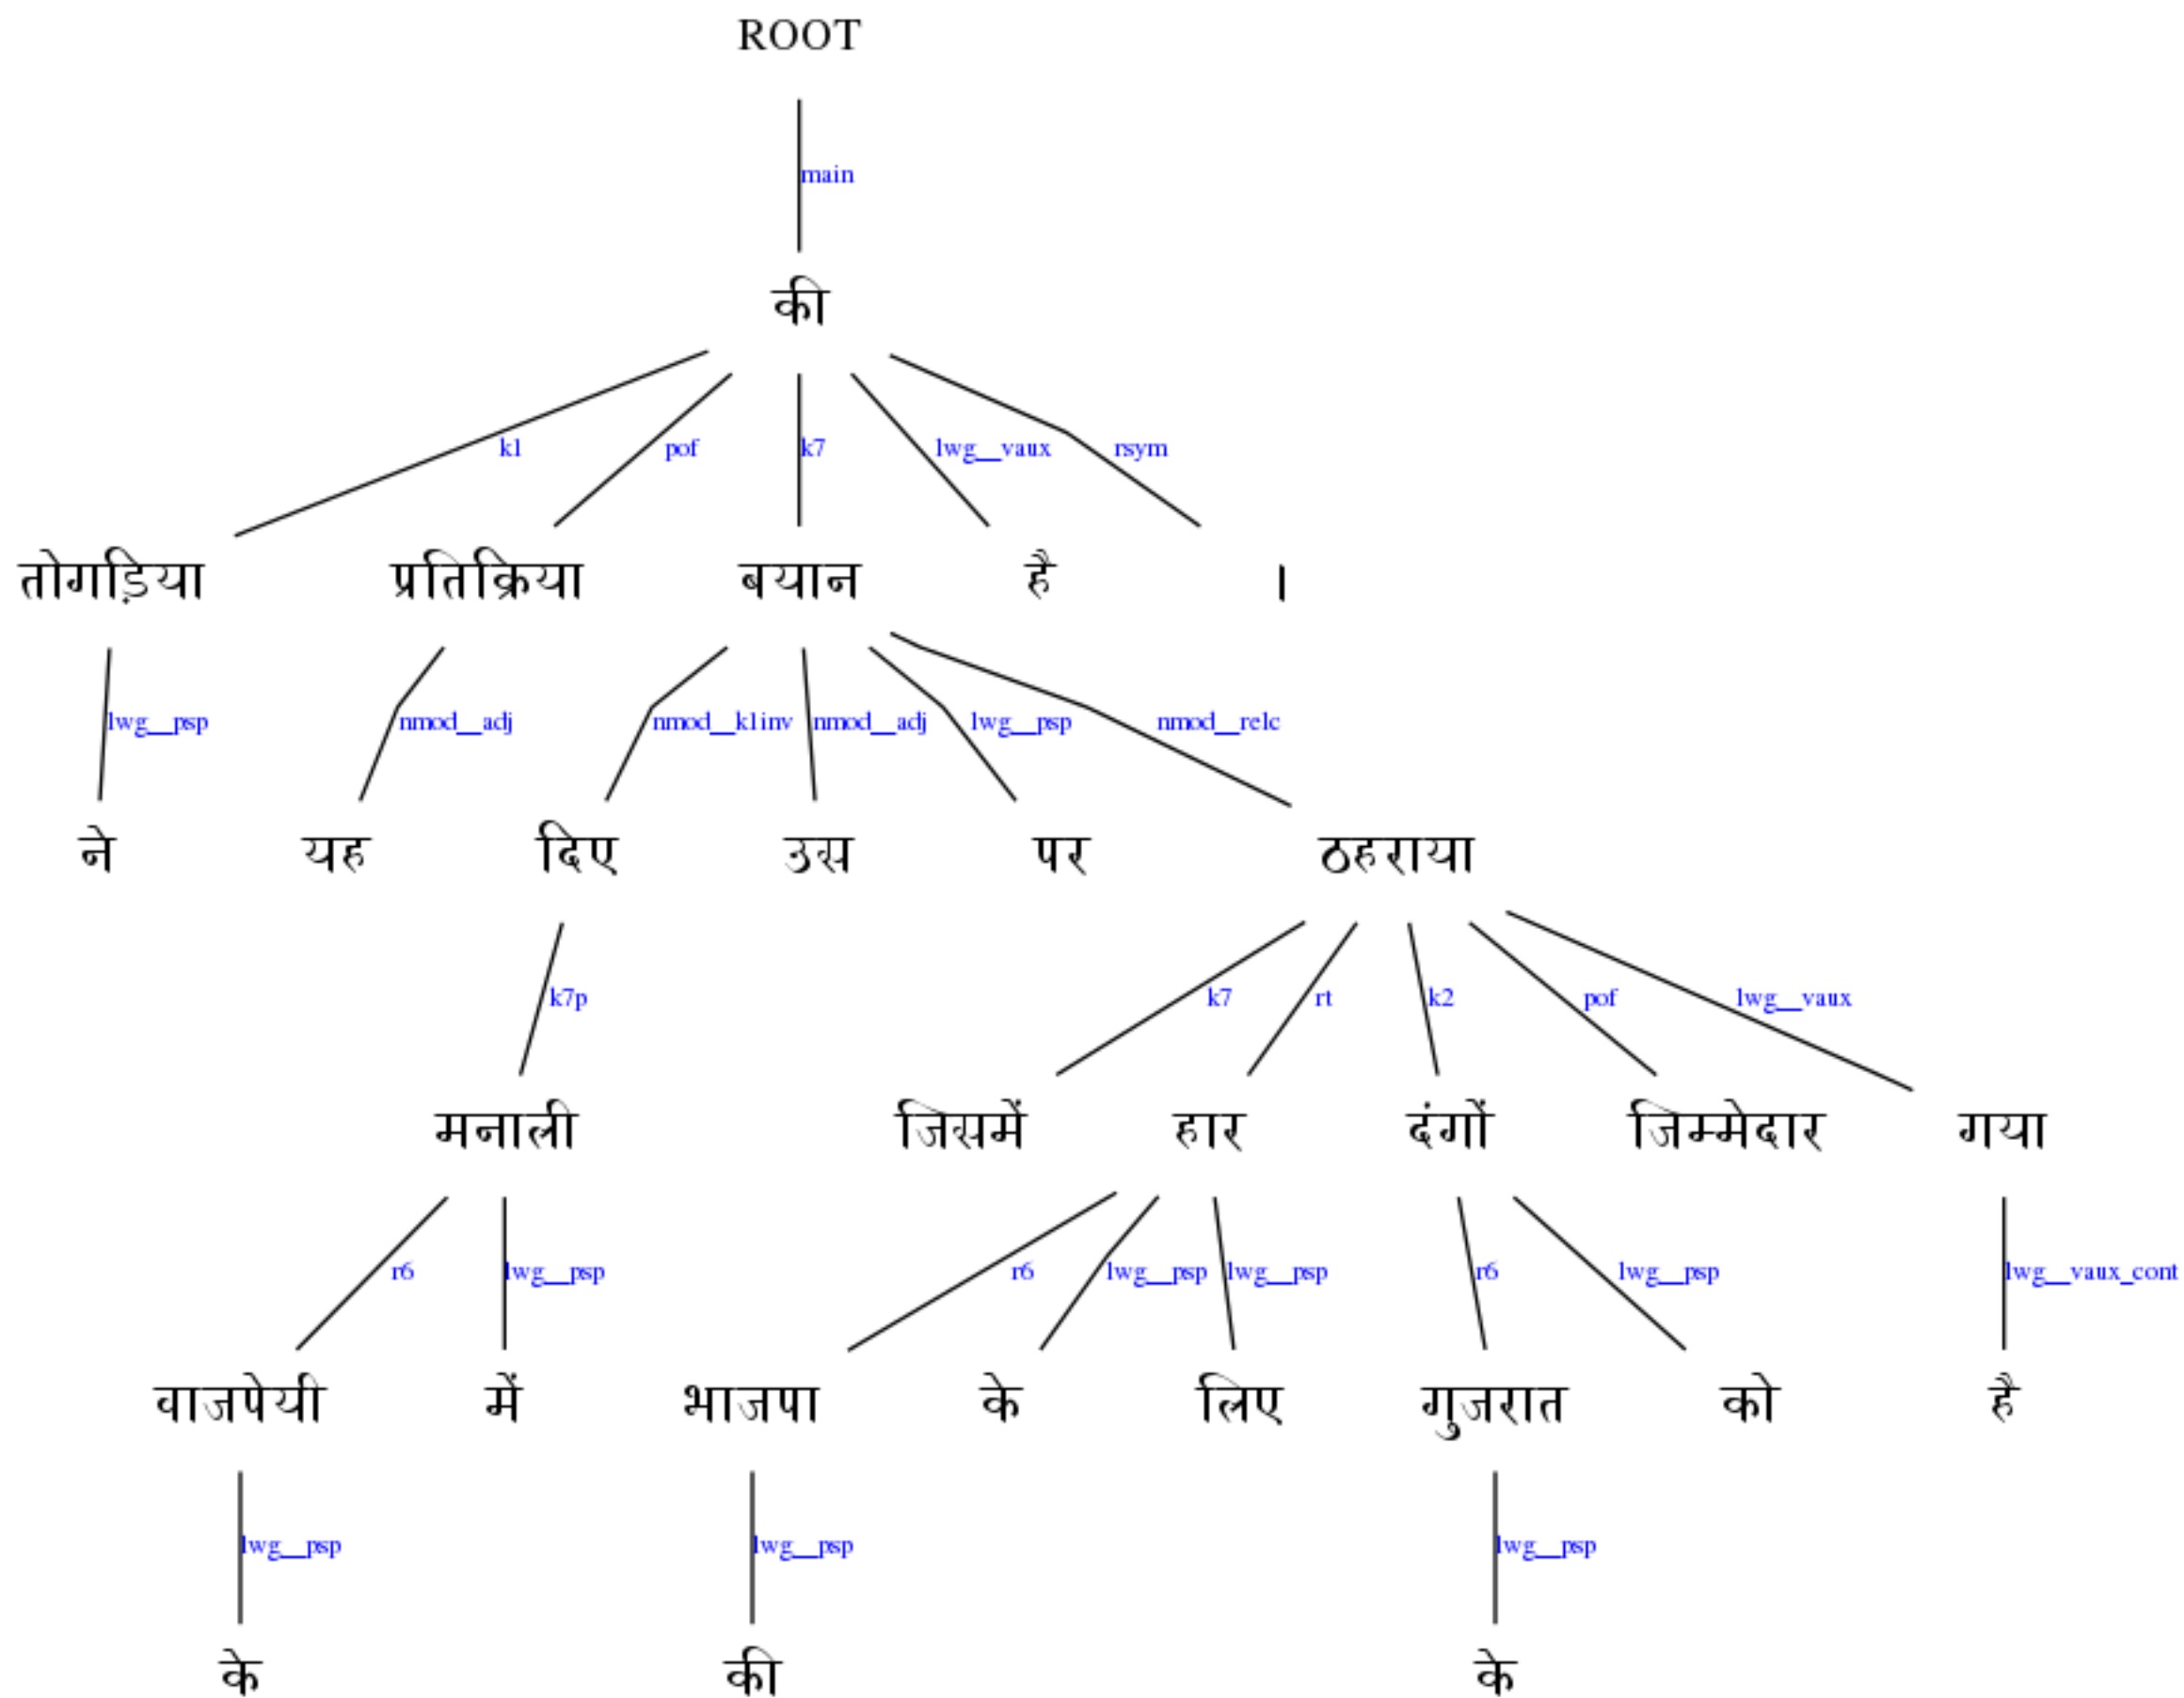 ROOT
main
की
k1 pof k7 lwg__vaux rsym
तोगड़िया प्रतिक्रिया बयान है ।
lwg__psp nmod__adj nmod__k1inv nmod__adj lwg__psp nmod__relc
ने यह दिए उस पर ठहराया
k7p k7 rt k2 pof lwg__vaux
मनाली जिसमें हार दंगों जिम्मेदार गया
r6 lwg__psp r6 lwg__psp lwg__psp r6 lwg__psp lwg__vaux_cont
वाजपेयी में भाजपा के लिए गुजरात को है
lwg__psp lwg__psp lwg__psp
के की के